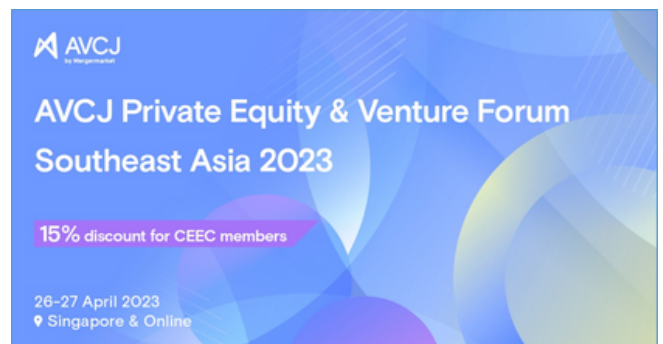 AVCJ
by Mergermarket
AVCJ Private Equity & Venture Forum
Southeast Asia 2023
15% discount for CEEC members
26-27 April 2023
Singapore & Online